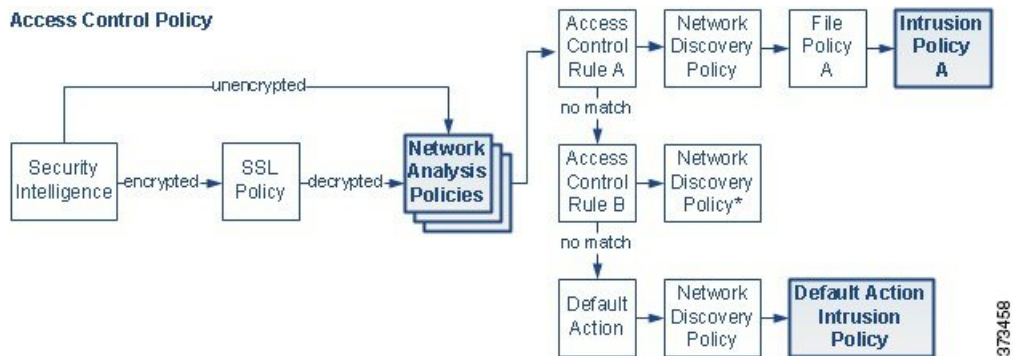 Access Control Policy
unencrypted
Security
Intelligence
encrypted
SSL
Policy
decrypted
Network
Analysis
Policies
Access
Control
Rule A
Network
Discovery
Policy
File
Policy
A
Intrusion
Policy
A
no match
Access
Control
Rule B
Network
Discovery
Policy*
no match
Default
Action
Network
Discovery
Policy
Default Action
Intrusion
Policy
373458